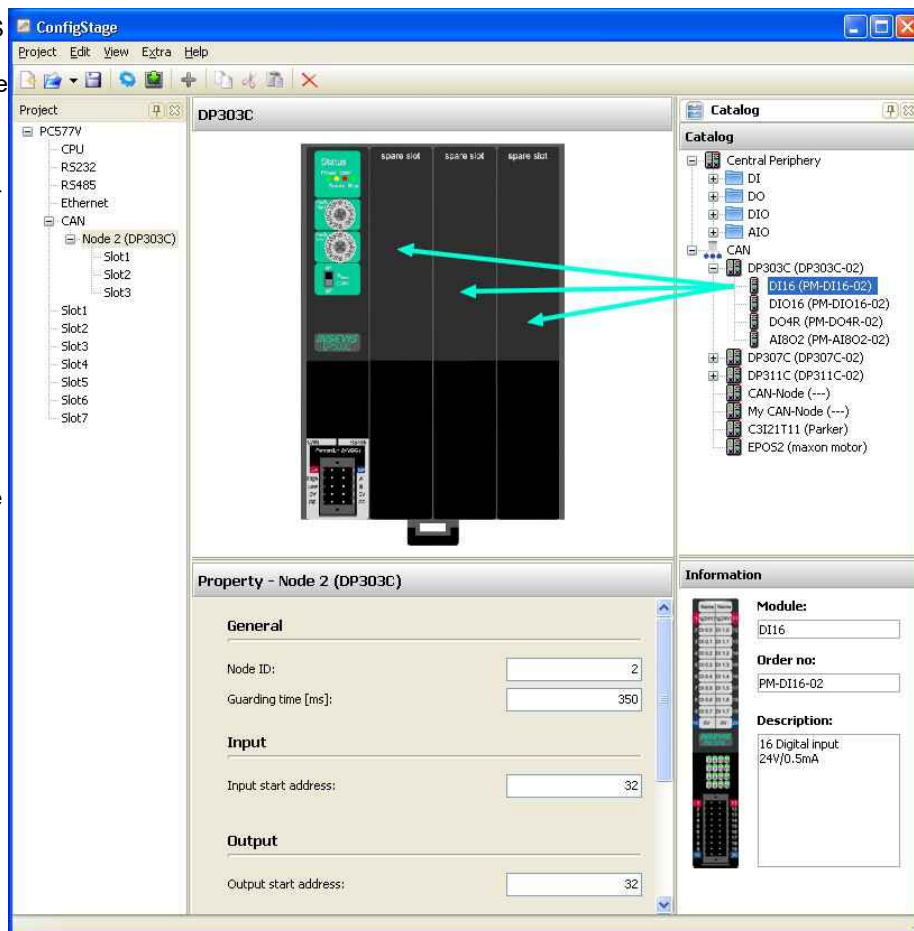 ConfigStage
Project Edit View Extra Help
Project
PC577V
CPU
RS232
RS485
Ethernet
CAN
Node 2 (DP303C)
Slot1
Slot2
Slot3
Slot1
Slot2
Slot3
Slot4
Slot5
Slot6
Slot7
DP303C
Status
spare slot spare slot spare slot
INSEVIS
Property - Node 2 (DP303C)
General
Node ID: 2
Guarding time [ms]: 350
Input
Input start address: 32
Output
Output start address: 32
Catalog
Catalog
Central Periphery
DI
DO
DIO
AIO
CAN
DP303C (DP303C-02)
DI16 (PM-DI16-02)
DIO16 (PM-DIO16-02)
DO4R (PM-DO4R-02)
AI8O2 (PM-AI8O2-02)
DP307C (DP307C-02)
DP311C (DP311C-02)
CAN-Node (---)
My CAN-Node (---)
C3I21T11 (Parker)
EPOS2 (maxon motor)
Information
Module:
DI16
Order no:
PM-DI16-02
Description:
16 Digital input
24V/0.5mA